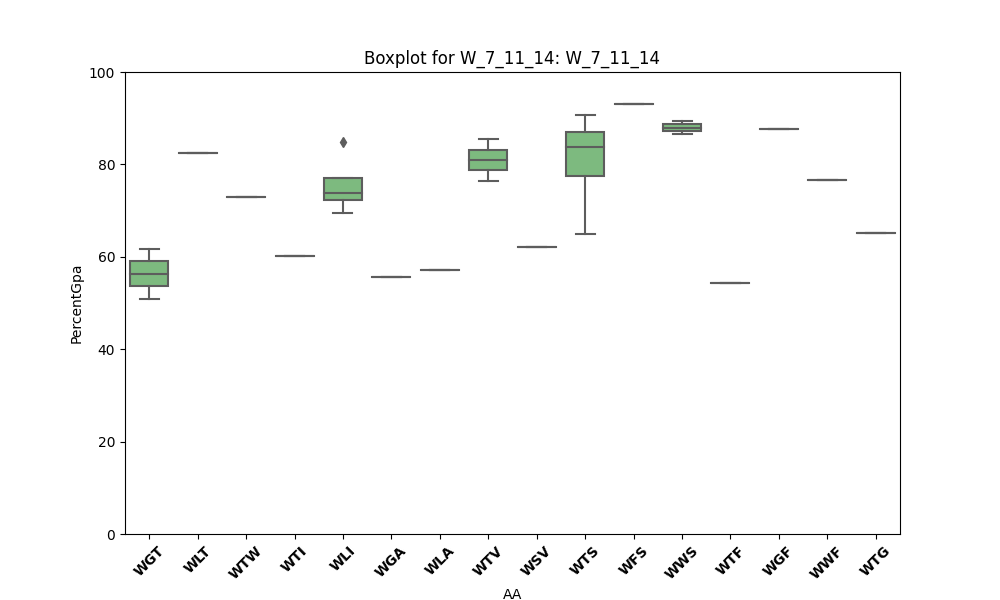 Boxplot for W_7_11_14: W_7_11_14
100
80
60
40
20
0
PercentGpa
WGT WLT WTW WTI WLI WGA WLA WTV WSV WTS WFS WWS WTF WGF WWF WTG
AA